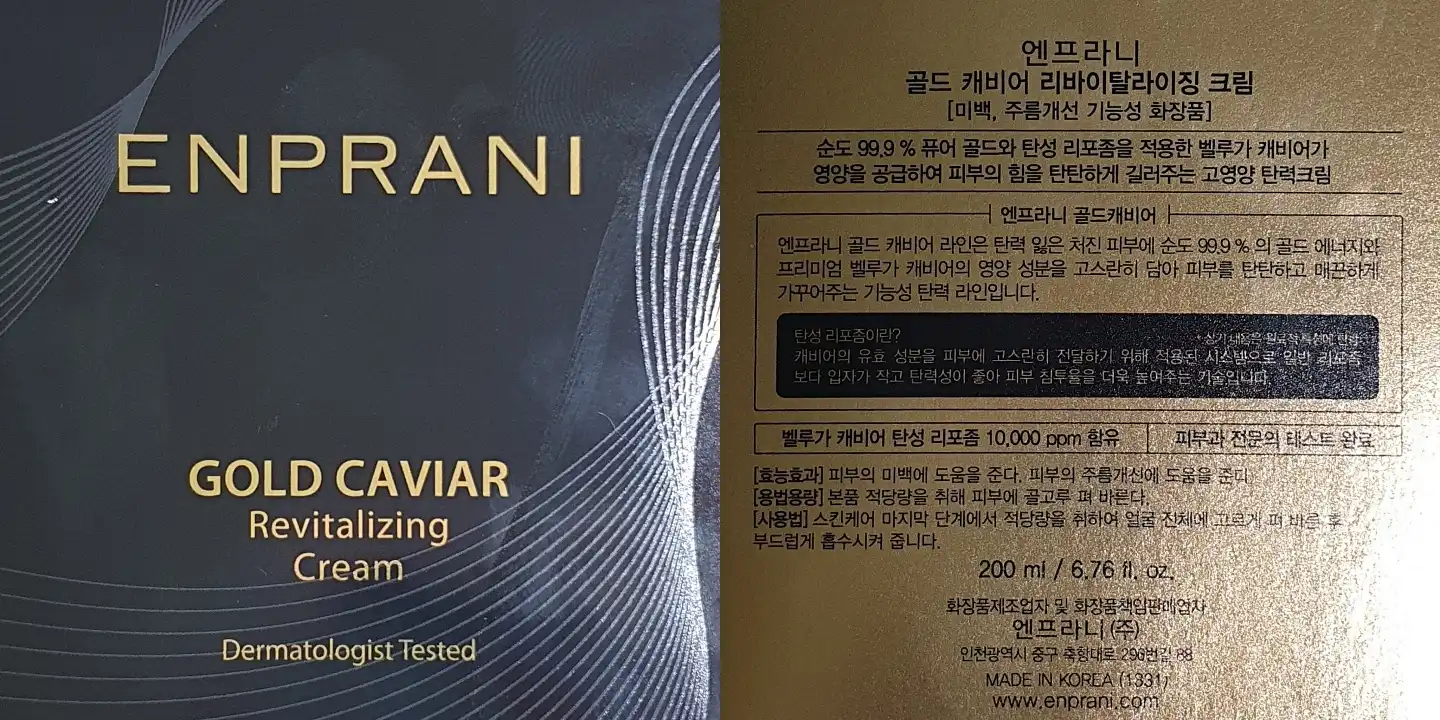 ENPRANI
GOLD CAVIAR
Revitalizing
Cream
Dermatologist Tested
엔프라니
골드 캐비어 리바이탈라이징 크림
[미백, 주름개선 기능성 화장품]
순도 99.9 % 퓨어 골드와 탄성 리포좀을 적용한 벨루가 캐비어가
영양을 공급하여 피부의 힘을 탄탄하게 길러주는 고영양 탄력크림
엔프라니 골드캐비어
엔프라니 골드 캐비어 라인은 탄력 잃은 처진 피부에 순도 99.9 % 의 골드 에너지와
프리미엄 벨루가 캐비어의 영양 성분을 고스란히 담아 피부를 탄탄하고 매끈하게
가꾸어주는 기능성 탄력 라인입니다.
탄성 리포좀이란?
* 상기 내용은 원료적 특성에 한함
캐비어의 유효 성분을 피부에 고스란히 전달하기 위해 적용된 시스템으로 일반 리포좀
보다 입자가 작고 탄력성이 좋아 피부 침투율을 더욱 높여주는 기술입니다.
벨루가 캐비어 탄성 리포좀 10,000 ppm 함유
피부과 전문의 테스트 완료
[효능효과] 피부의 미백에 도움을 준다. 피부의 주름개선에 도움을 준다
[용법용량] 본품 적당량을 취해 피부에 골고루 펴 바른다.
[사용법] 스킨케어 마지막 단계에서 적당량을 취하여 얼굴 전체에 고르게 펴 바른 후
부드럽게 흡수시켜 줍니다.
200 ml / 6.76 fl. oz.
화장품제조업자 및 화장품책임판매업자
엔프라니(주)
인천광역시 중구 축항대로 296번길 88
MADE IN KOREA (1331)
www.enprani.com